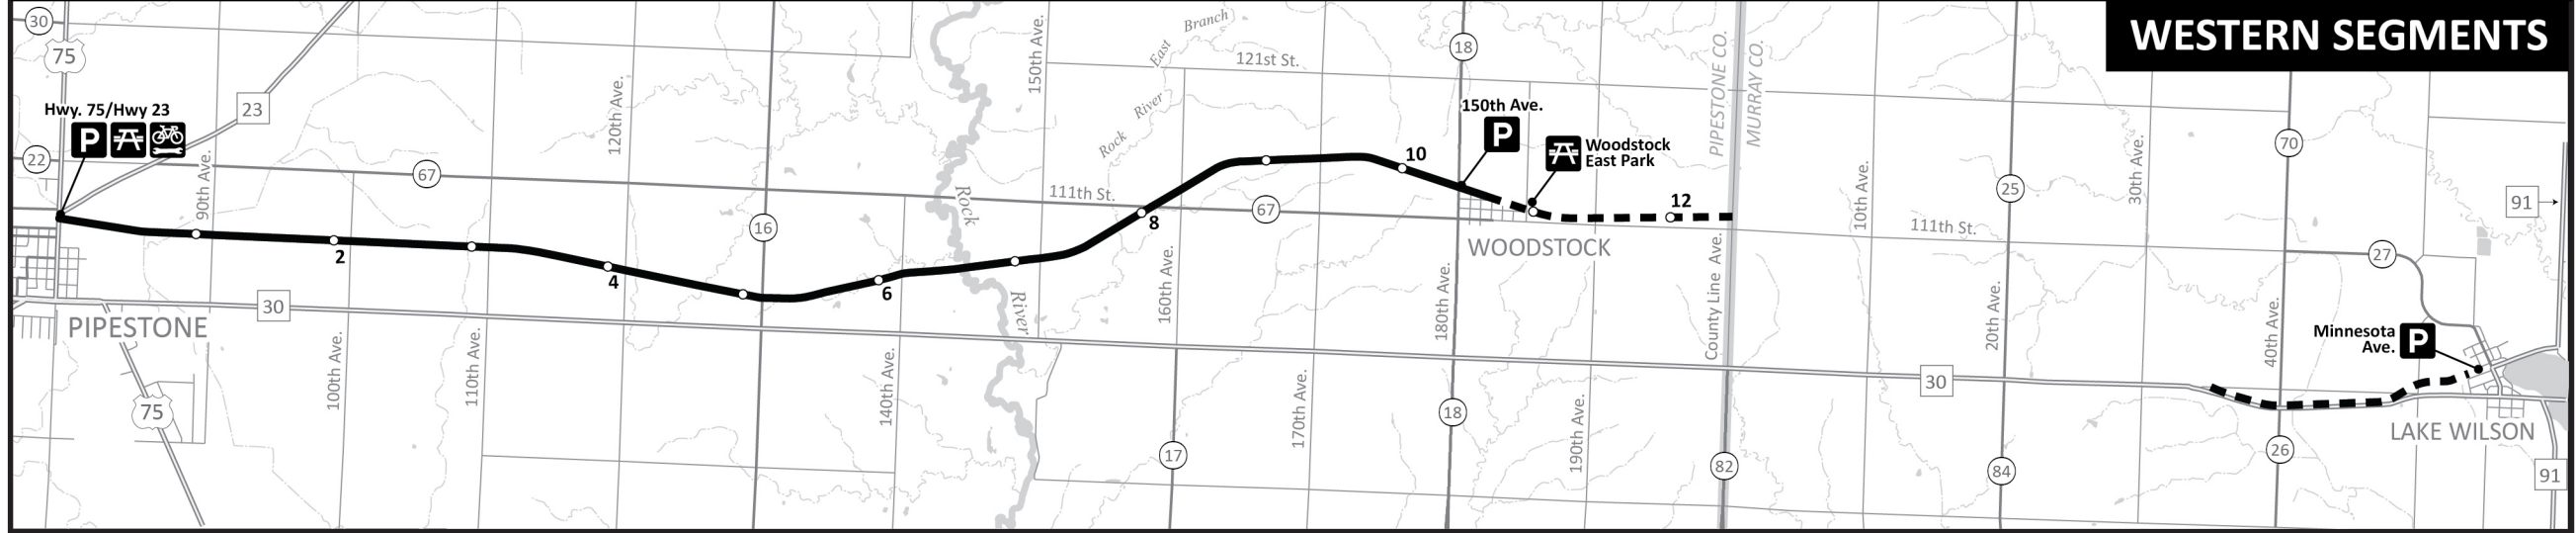 WESTERN SEGMENTS
30
75
Hwy. 75/Hwy 23
P
23
22
67
90th Ave.
120th Ave.
16
150th Ave.
Rock River East Branch
121st St.
18
PIPESTONE CO.
MURRAY CO.
150th Ave.
P
Woodstock
East Park
10
12
111th St.
67
8
WOODSTOCK
10th Ave.
25
30th Ave.
70
91
111th St.
27
2
4
6
Rock
River
160th Ave.
180th Ave.
County Line Ave.
20th Ave.
40th Ave.
Minnesota
Ave.
P
PIPESTONE
30
75
100th Ave.
110th Ave.
140th Ave.
17
170th Ave.
18
190th Ave.
82
30
84
26
LAKE WILSON
91